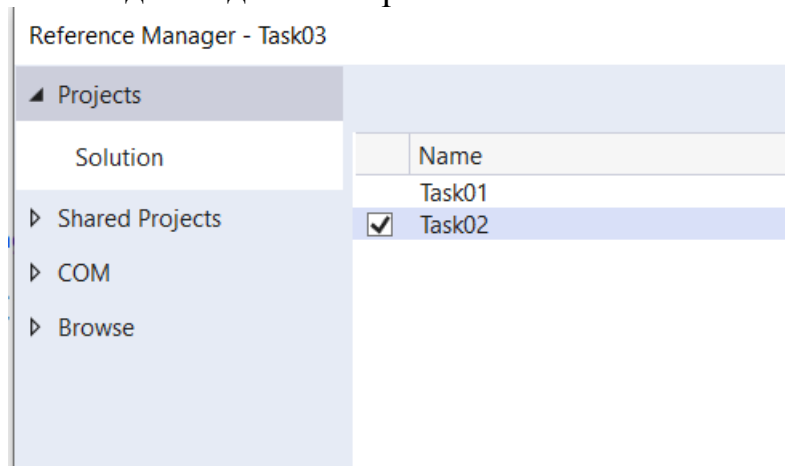 Reference Manager - Task03
Projects
Solution
Shared Projects
COM
Browse
Name
Task01
Task02